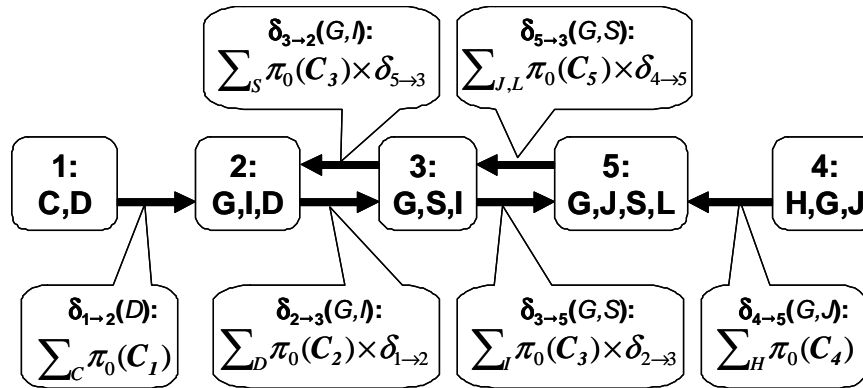 δ3→2(G,I):
∑S π0(C3)×δ5→3
δ5→3(G,S):
∑J,L π0(C5)×δ4→5
1:
C,D
2:
G,I,D
3:
G,S,I
5:
G,J,S,L
4:
H,G,J
δ1→2(D):
∑C π0(C1)
δ2→3(G,I):
∑D π0(C2)×δ1→2
δ3→5(G,S):
∑I π0(C3)×δ2→3
δ4→5(G,J):
∑H π0(C4)